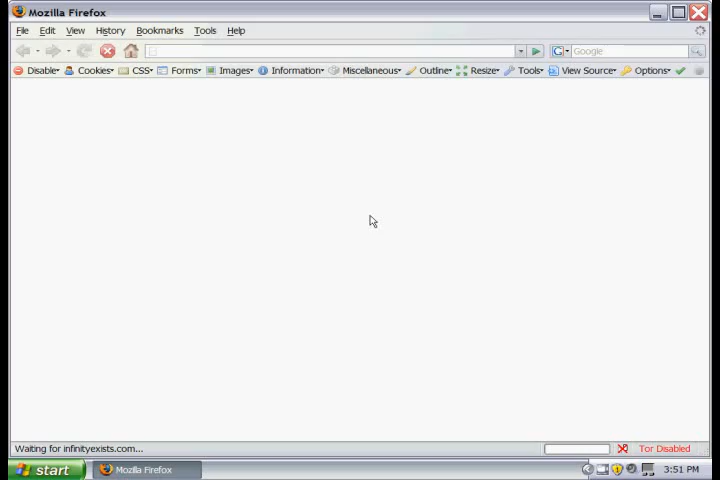 Mozilla Firefox
File Edit View History Bookmarks Tools Help
G Google
Disable Cookies CSS Forms Images Information Miscellaneous Outline Resize Tools View Source Options
Waiting for infinityexists.com... Tor Disabled
start Mozilla Firefox 3:51 PM